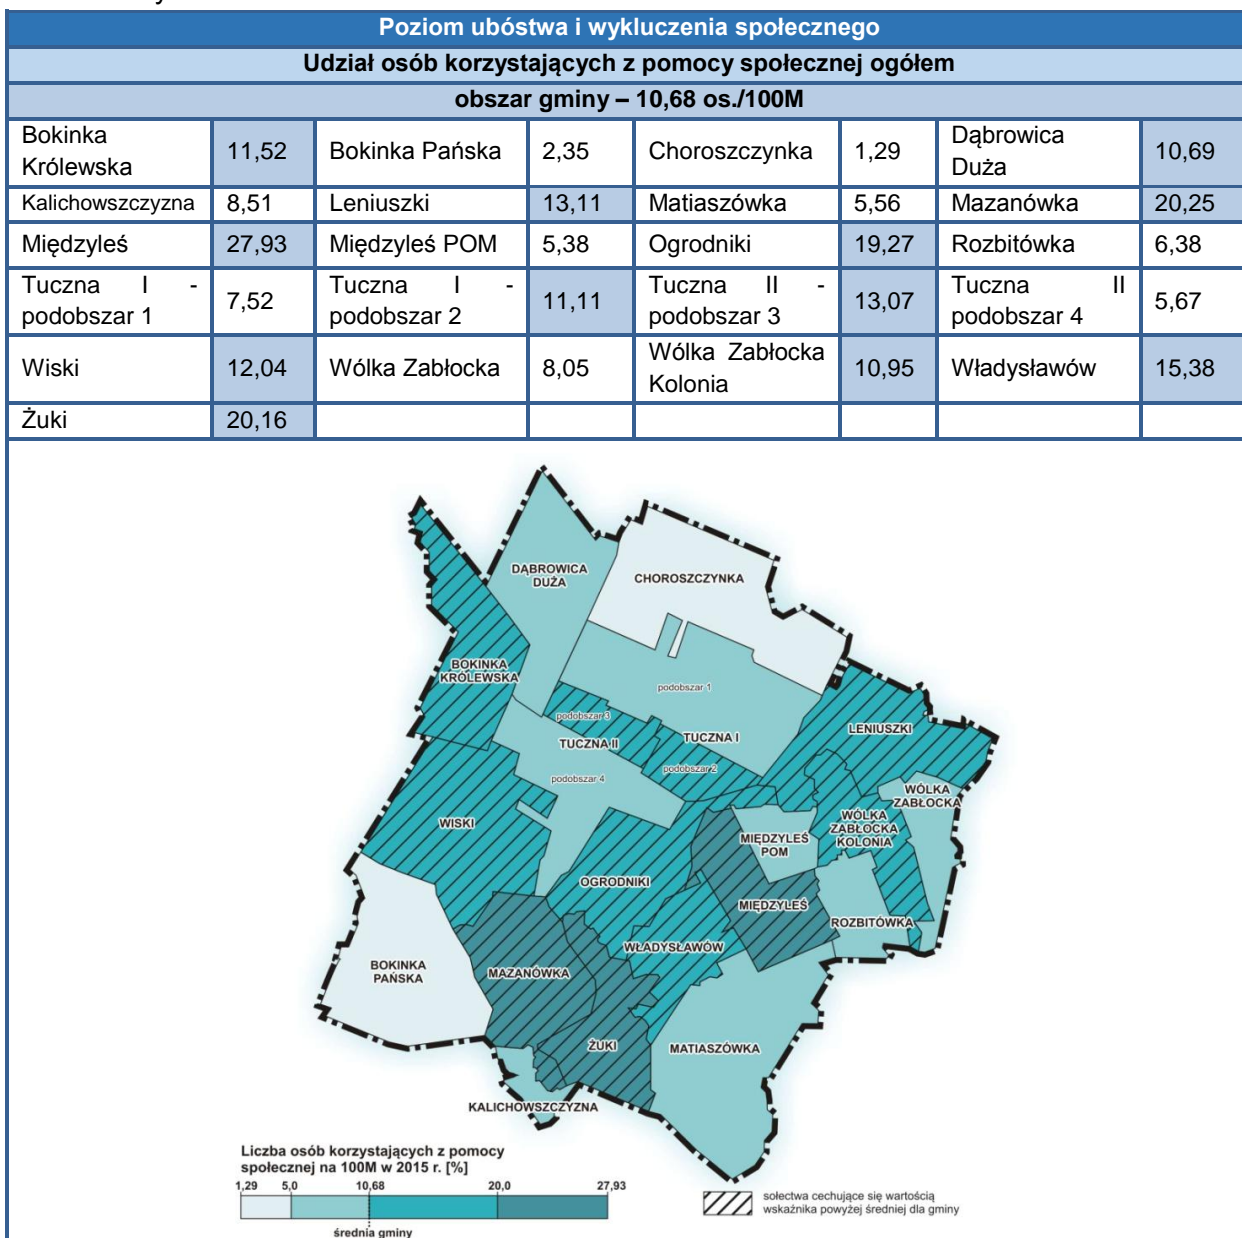 Poziom ubóstwa i wykluczenia społecznego
Udział osób korzystających z pomocy społecznej ogółem
obszar gminy – 10,68 os./100M
Bokinka Królewska 11,52 Bokinka Pańska 2,35 Choroszczynka 1,29 Dąbrowica Duża 10,69
Kalichowszczyzna 8,51 Leniuszki 13,11 Matiaszówka 5,56 Mazanówka 20,25
Międzyleś 27,93 Międzyleś POM 5,38 Ogrodniki 19,27 Rozbitówka 6,38
Tuczna I - podobszar 1 7,52 Tuczna I - podobszar 2 11,11 Tuczna II - podobszar 3 13,07 Tuczna II podobszar 4 5,67
Wiski 12,04 Wólka Zabłocka 8,05 Wólka Zabłocka Kolonia 10,95 Władysławów 15,38
Żuki 20,16
DĄBROWICA
DUŻA
CHOROSZCZYNKA
BOKINKA
KRÓLEWSKA
podobszar 1
podobszar 3
TUCZNA II
TUCZNA I
LENIUSZKI
podobszar 2
podobszar 4
WÓLKA
ZABŁOCKA
WISKI
WÓLKA
ZABŁOCKA
KOLONIA
MIĘDZYLEŚ
POM
OGRODNIKI
MIĘDZYLEŚ
ROZBITÓWKA
WŁADYSŁAWÓW
BOKINKA
PAŃSKA
MAZANÓWKA
ŻUKI
MATIASZÓWKA
KALICHOWSZCZYZNA
Liczba osób korzystających z pomocy
społecznej na 100M w 2015 r. [%]
1,29 5,0 10,68 20,0 27,93
średnia gminy
sołectwa cechujące się wartością
wskaźnika powyżej średniej dla gminy